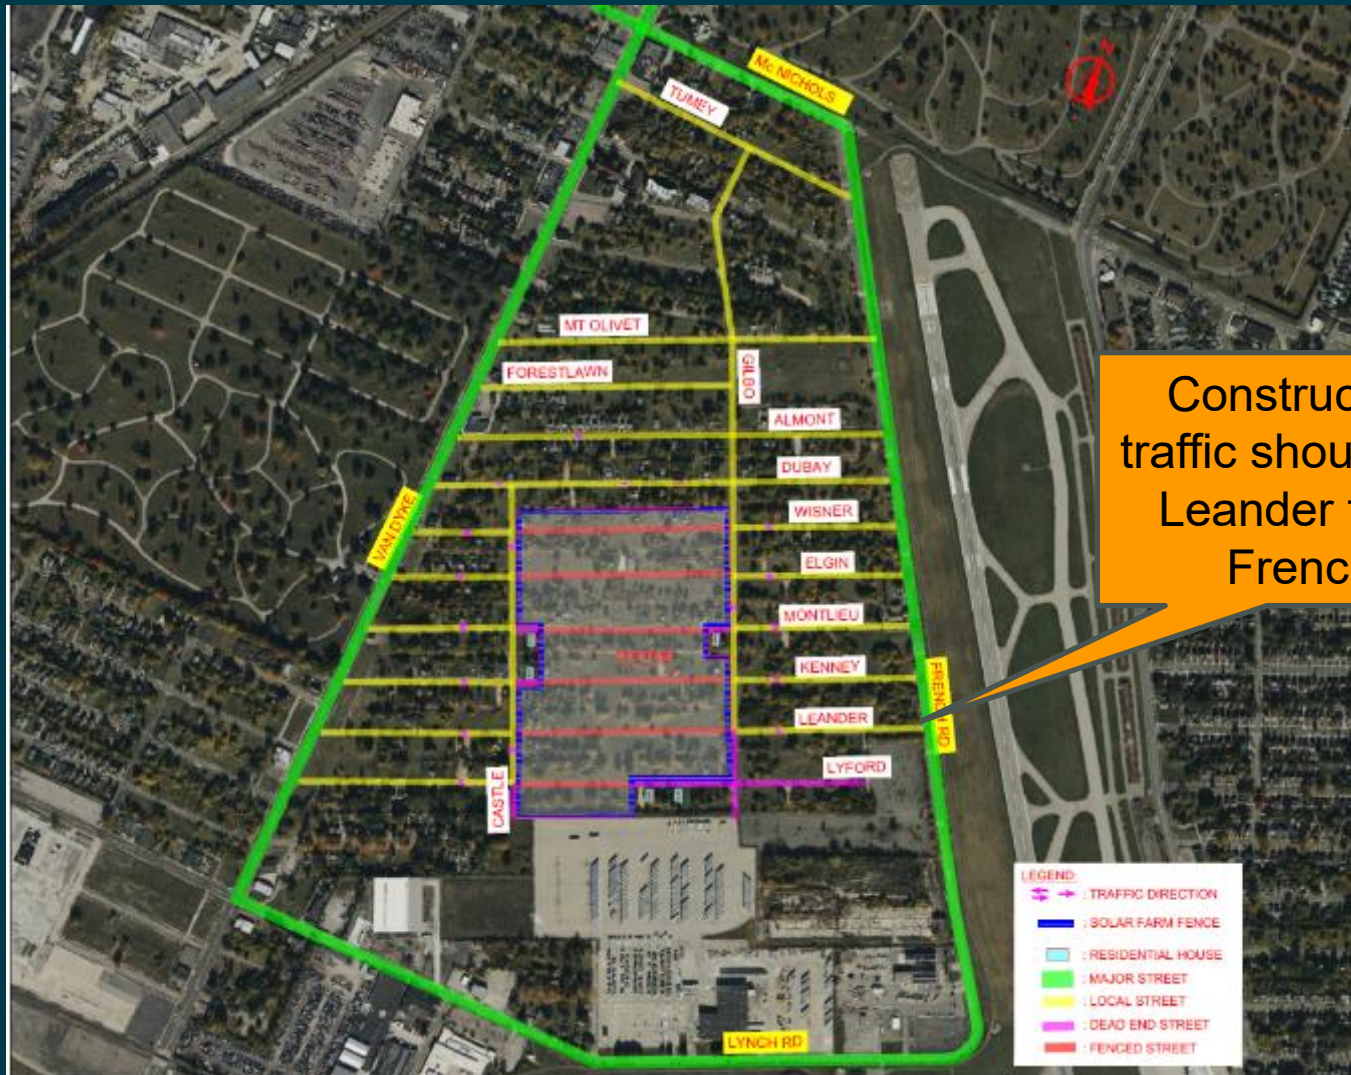 N
Mc NICHOLS
TUMEY
MT OLIVET
FORESTLAWN
GILBO
ALMONT
DUBAY
WISNER
VAN DYKE
ELGIN
MONTLIEU
KENNEY
FRENCH RD
LEANDER
LYFORD
CASTLE
LYNCH RD
Construc
traffic shou
Leander
Frenc
LEGEND:
: TRAFFIC DIRECTION
: SOLAR FARM FENCE
: RESIDENTIAL HOUSE
: MAJOR STREET
: LOCAL STREET
: DEAD END STREET
: FENCED STREET